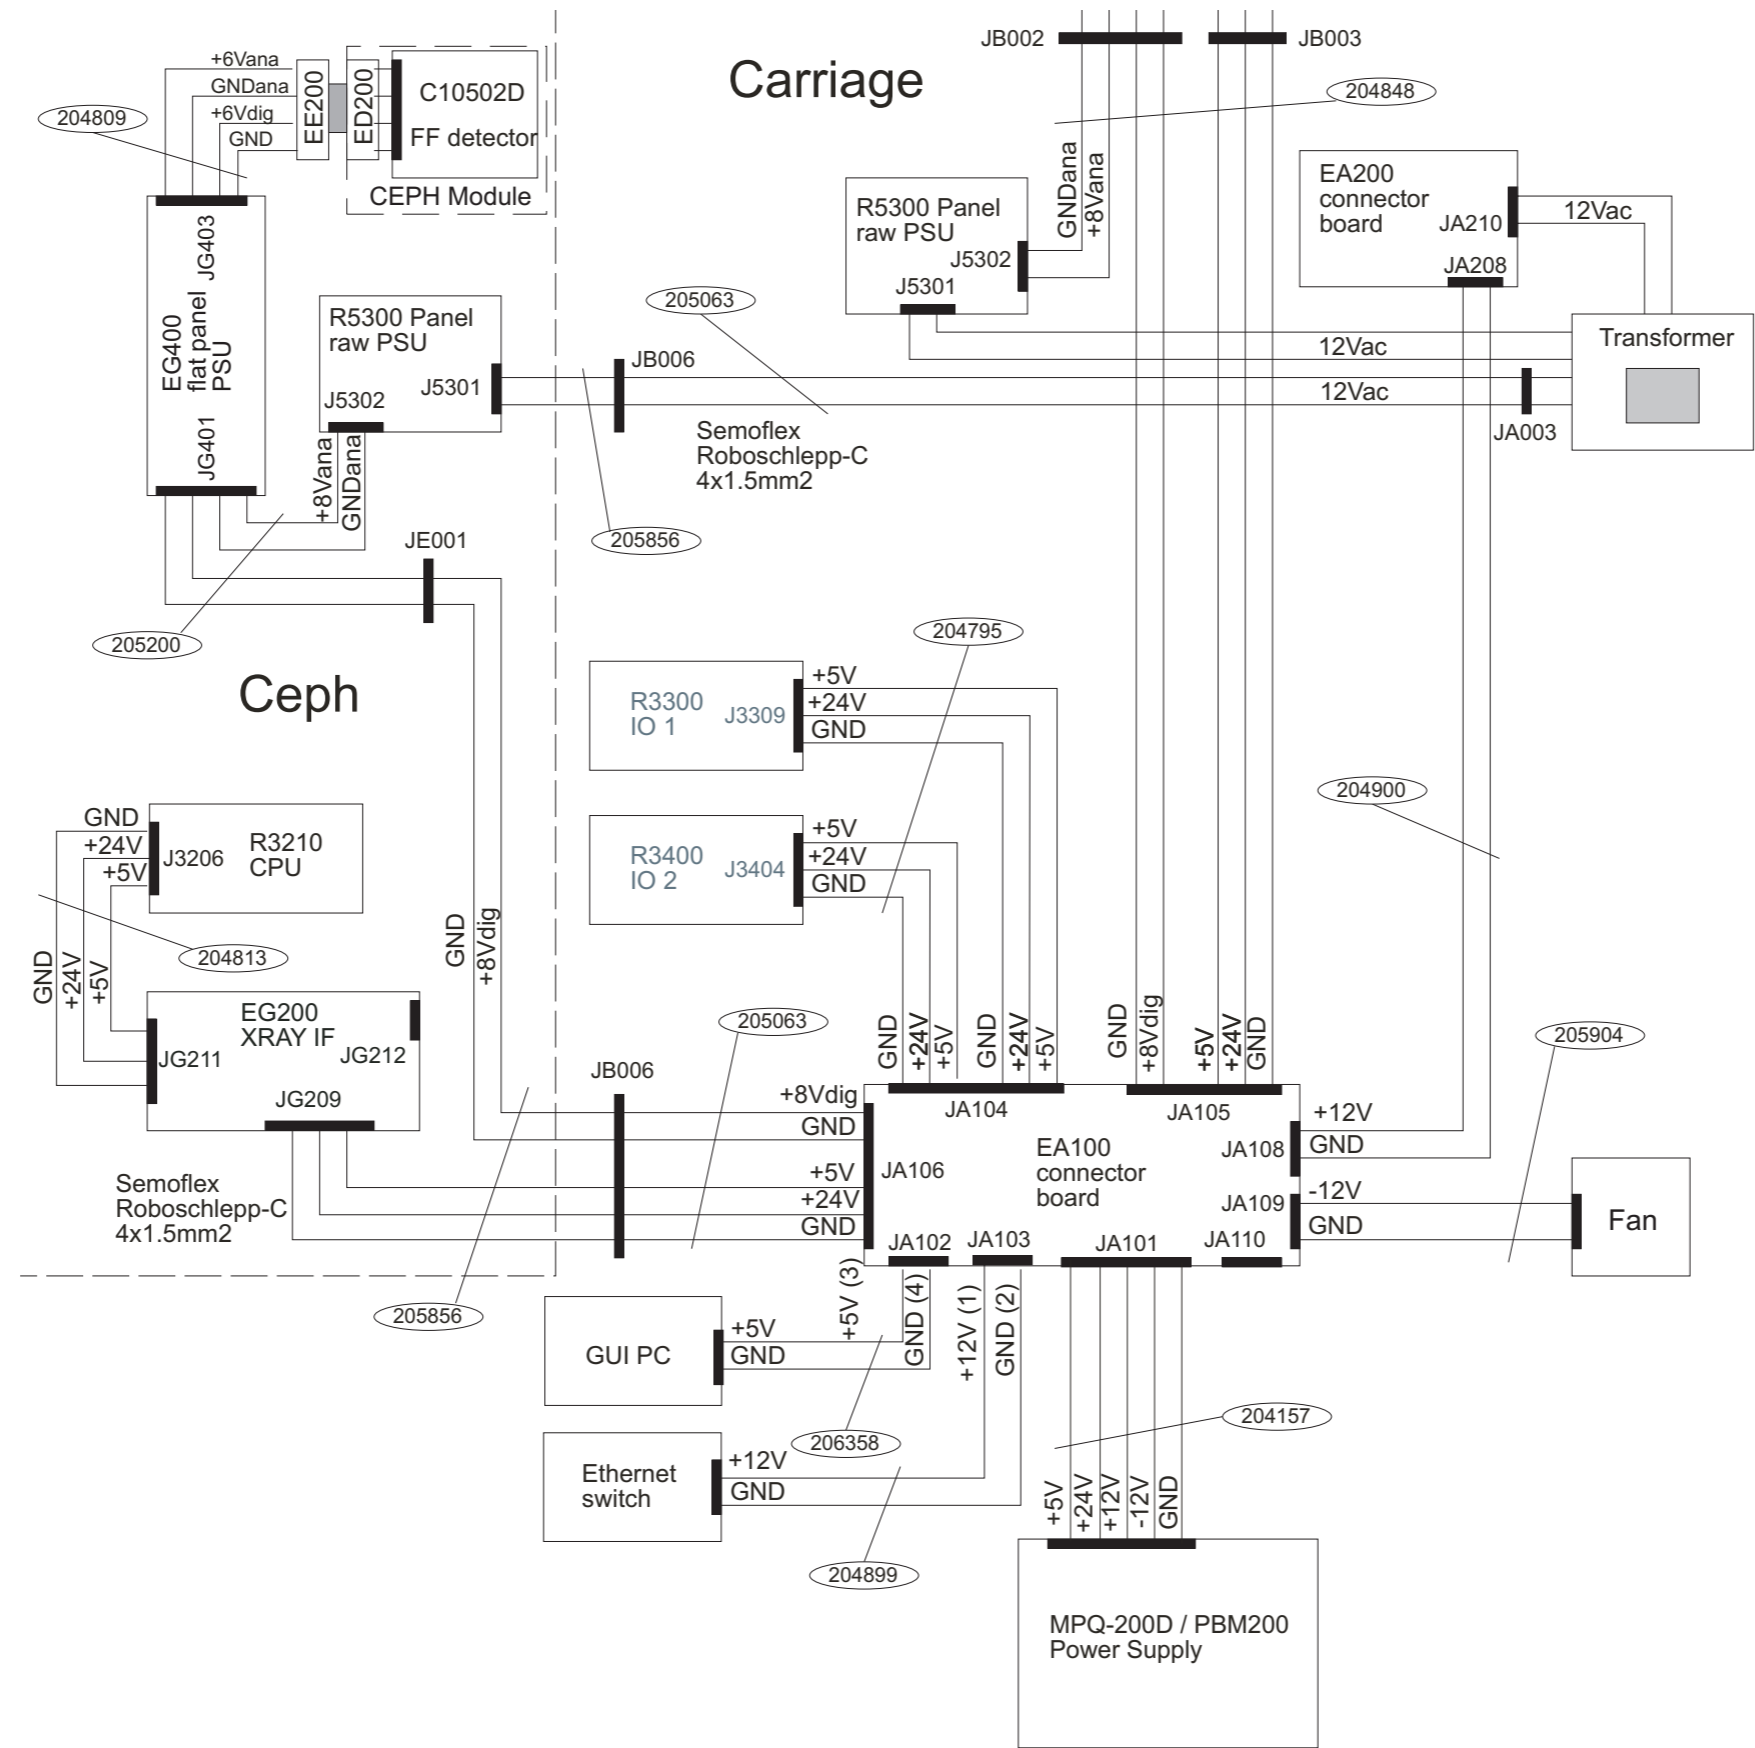 JB002
JB003
Carriage
204848
+6Vana
GNDana
+6Vdig
GND
204809
EE200
ED200
C10502D
FF detector
CEPH Module
GNDana
+8Vana
R5300 Panel
raw PSU
J5302
J5301
EA200
connector
board
JA210
JA208
12Vac
JG403
EG400
flat panel
PSU
JG401
R5300 Panel
raw PSU
J5302
J5301
205063
JB006
12Vac
12Vac
JA003
Transformer
Semoflex
Roboschlepp-C
4x1.5mm2
+8Vana
GNDana
JE001
205856
205200
Ceph
204795
R3300
IO 1
J3309
+5V
+24V
GND
R3400
IO 2
J3404
+5V
+24V
GND
204900
GND
+24V
+5V
J3206
R3210
CPU
204813
GND
+24V
+5V
GND
+8Vdig
EG200
XRAY IF
JG211
JG212
JG209
205063
JB006
GND
+24V
+5V
GND
+24V
+5V
GND
+8Vdig
+5V
+24V
GND
205904
+8Vdig
GND
+5V
+24V
GND
JA104
JA105
JA106
EA100
connector
board
JA108
JA109
JA102
JA103
JA101
JA110
+12V
GND
-12V
GND
Fan
Semoflex
Roboschlepp-C
4x1.5mm2
205856
+5V (3)
GND (4)
+12V (1)
GND (2)
GUI PC
+5V
GND
206358
204157
Ethernet
switch
+12V
GND
204899
+5V
+24V
+12V
-12V
GND
MPQ-200D / PBM200
Power Supply